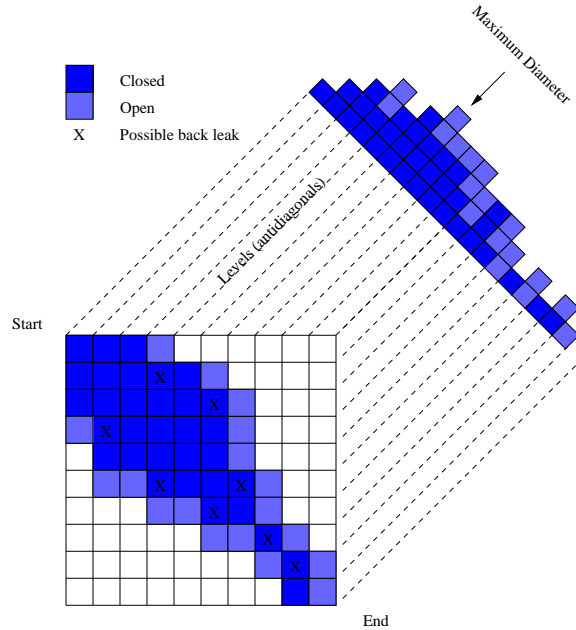 Maximum Diameter
Closed
Open
X Possible back leak
Levels (antidiagonals)
Start
X
X
X
X X
X
X
X
End